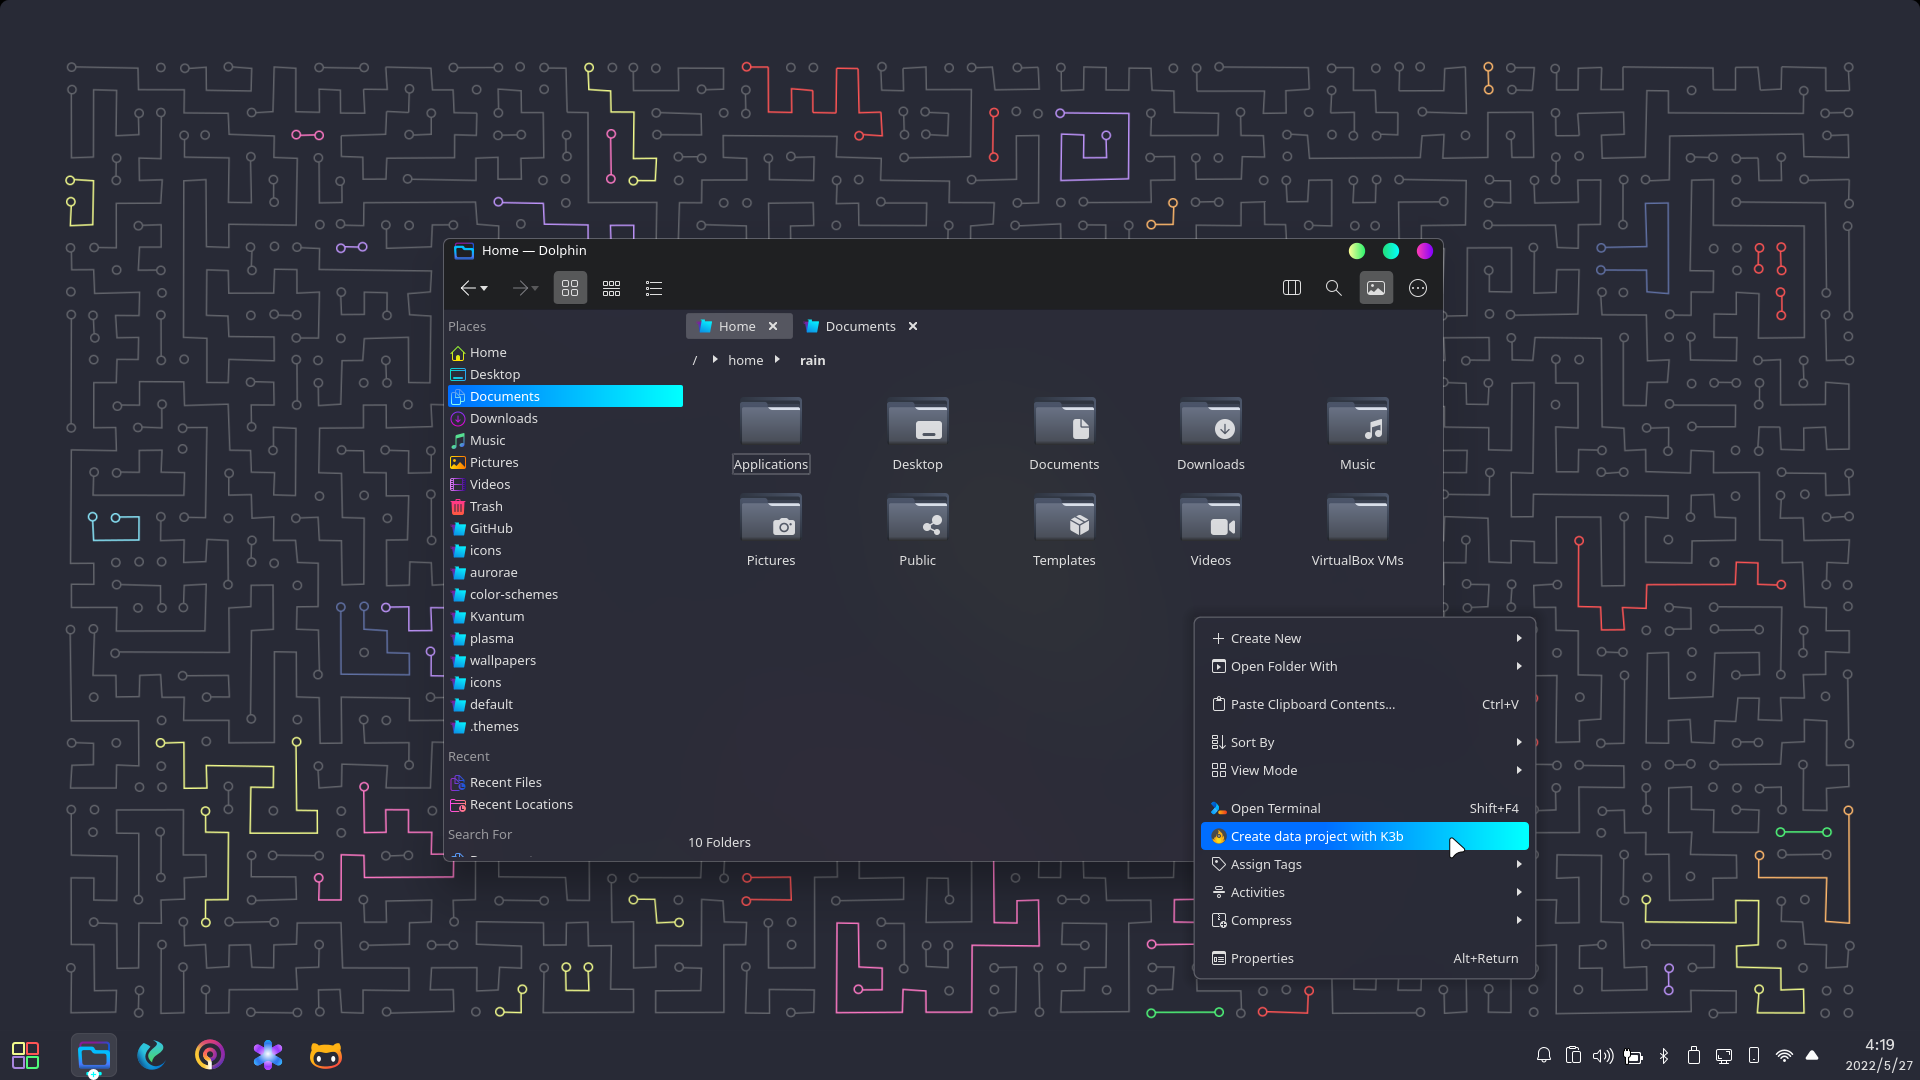 Home — Dolphin
Places
Home
Desktop
Documents
Downloads
Music
Pictures
Videos
Trash
GitHub
icons
aurorae
color-schemes
Kvantum
plasma
wallpapers
icons
default
.themes
Recent
Recent Files
Recent Locations
Search For
Home
Documents
/ home rain
Applications
Desktop
Documents
Downloads
Music
Pictures
Public
Templates
Videos
VirtualBox VMs
10 Folders
Create New
Open Folder With
Paste Clipboard Contents... Ctrl+V
Sort By
View Mode
Open Terminal Shift+F4
Create data project with K3b
Assign Tags
Activities
Compress
Properties Alt+Return
4:19
2022/5/27